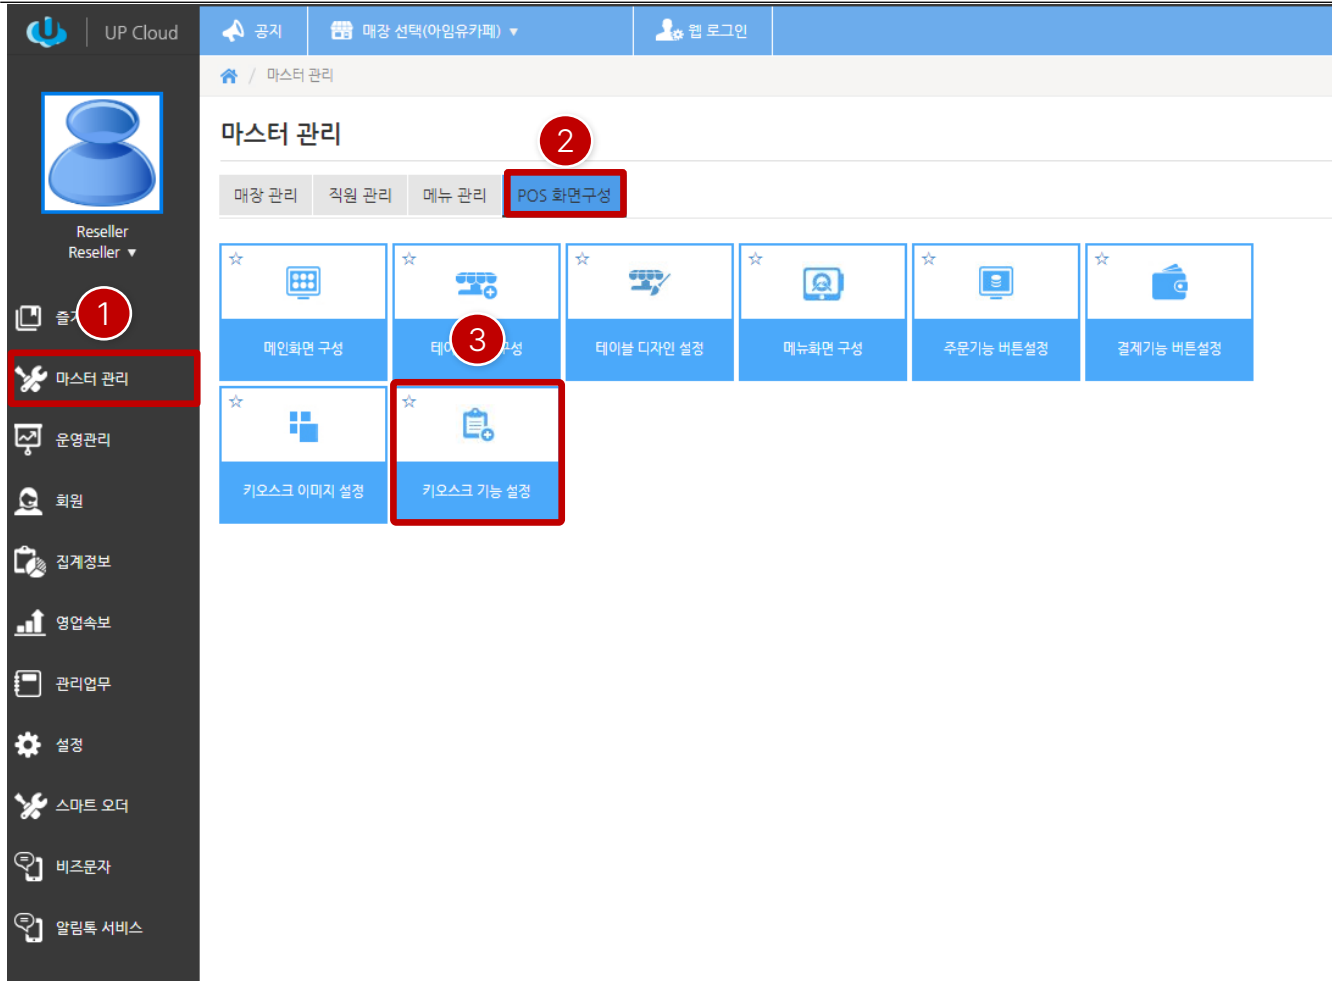 UP Cloud
공지
매장 선택(아임유카페) ▼
웹 로그인
/ 마스터 관리
마스터 관리
2
매장 관리
직원 관리
메뉴 관리
POS 화면구성
Reseller
Reseller ▼
1
즐
마스터 관리
운영관리
회원
집계정보
영업속보
관리업무
설정
스마트 오더
비즈문자
알림톡 서비스
메인화면 구성
3
테이 구성
테이블 디자인 설정
메뉴화면 구성
주문기능 버튼설정
결제기능 버튼설정
키오스크 이미지 설정
키오스크 기능 설정